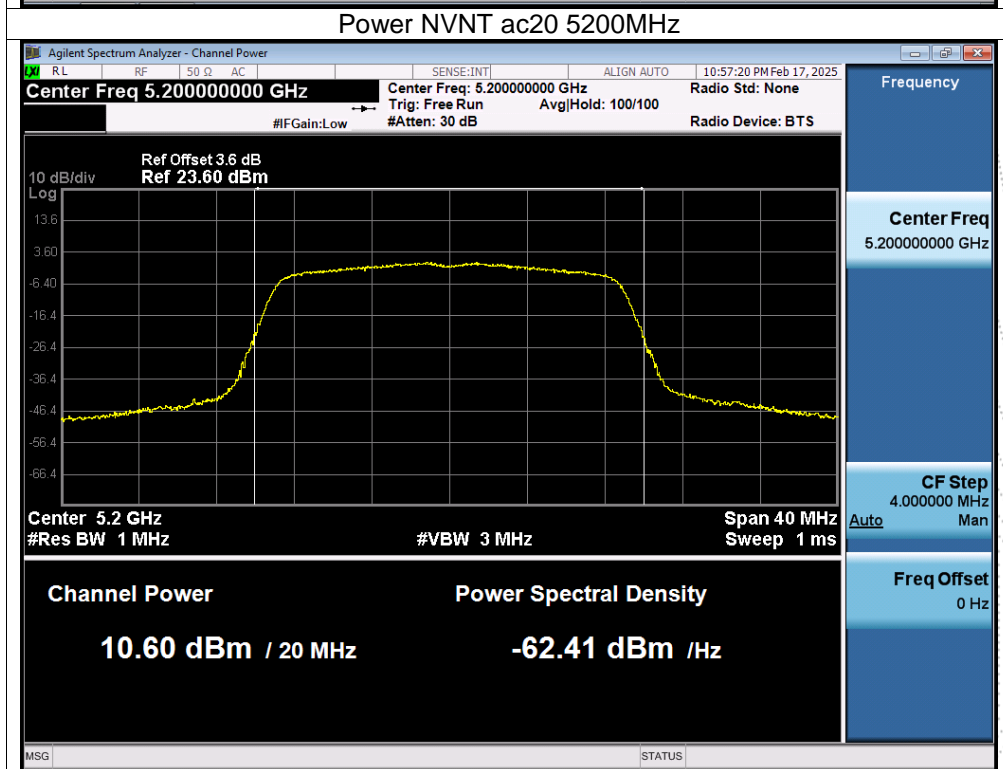 Power NVNT ac20 5200MHz
Agilent Spectrum Analyzer - Channel Power
LXI RL RF 50 Ω AC SENSE:INT ALIGN AUTO 10:57:20 PM Feb 17, 2025
Center Freq 5.200000000 GHz
Center Freq: 5.200000000 GHz Radio Std: None
Trig: Free Run Avg|Hold: 100/100
#IFGain:Low #Atten: 30 dB Radio Device: BTS
Ref Offset 3.6 dB
10 dB/div Ref 23.60 dBm
Log
13.6
3.60
-6.40
-16.4
-26.4
-36.4
-46.4
-56.4
-66.4
Center 5.2 GHz Span 40 MHz
#Res BW 1 MHz #VBW 3 MHz Sweep 1 ms
Channel Power Power Spectral Density
10.60 dBm / 20 MHz -62.41 dBm /Hz
Frequency
Center Freq
5.200000000 GHz
CF Step
4.000000 MHz
Auto Man
Freq Offset
0 Hz
MSG STATUS